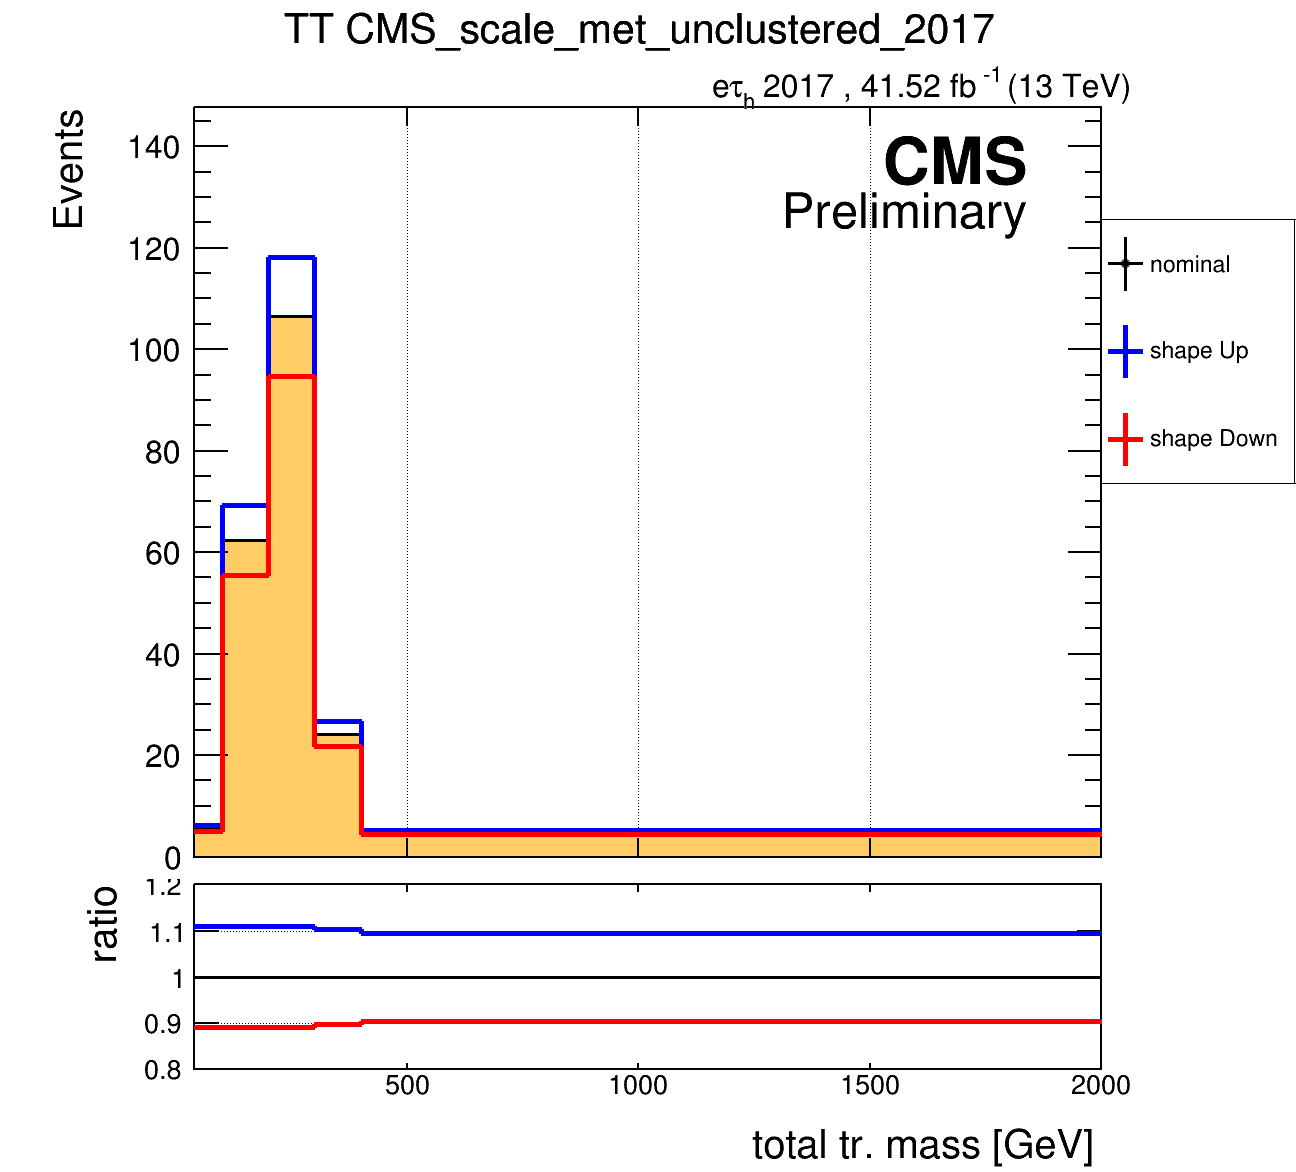 TT CMS_scale_met_unclustered_2017
eτh 2017 , 41.52 fb-1 (13 TeV)
Events
140
120
100
80
60
40
20
0
CMS
Preliminary
nominal
shape Up
shape Down
ratio
1.2
1.1
1
0.9
0.8
500
1000
1500
2000
total tr. mass [GeV]